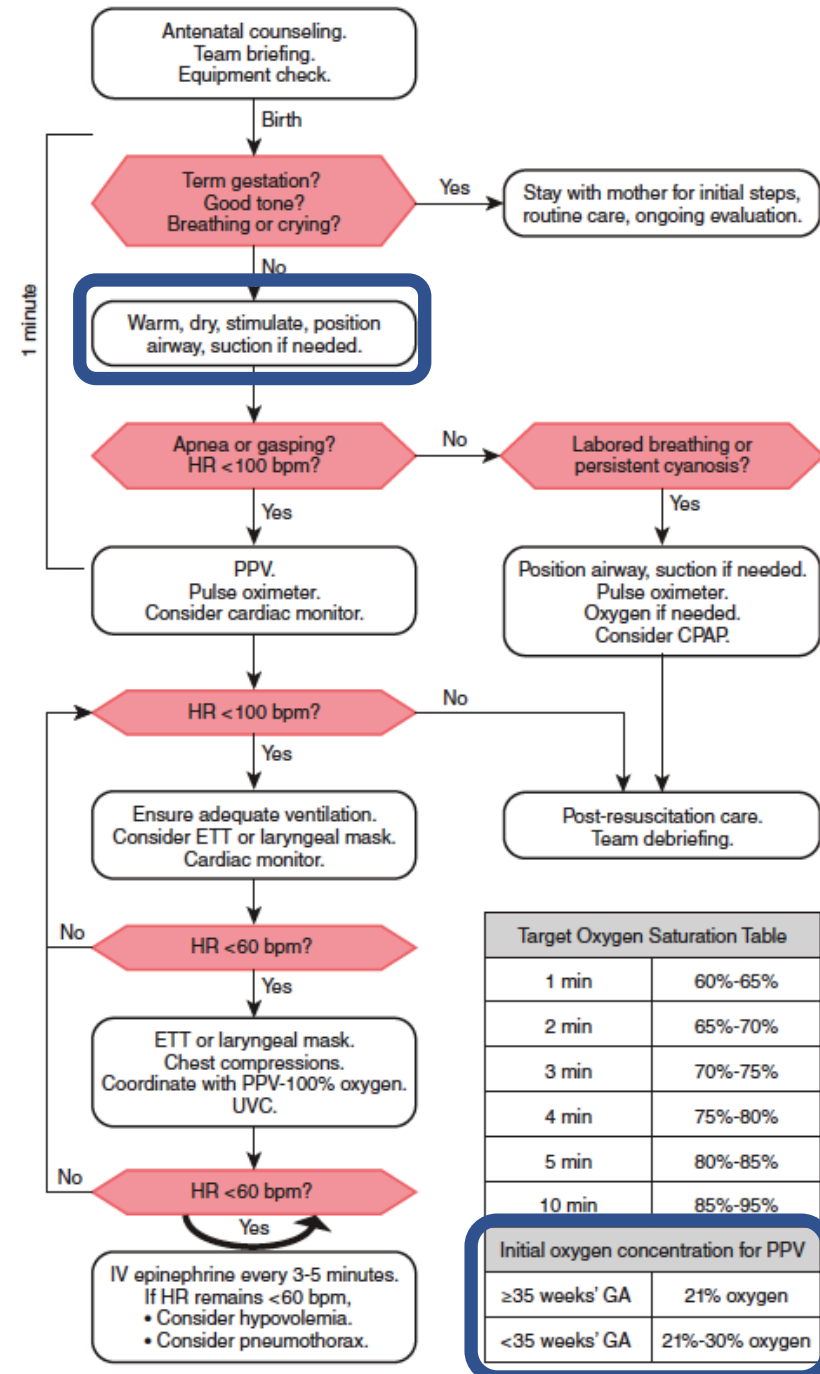 Antenatal counseling.
Team briefing.
Equipment check.
Birth
1 minute
Term gestation?
Good tone?
Breathing or crying?
Yes
Stay with mother for initial steps,
routine care, ongoing evaluation.
No
Warm, dry, stimulate, position
airway, suction if needed.
Apnea or gasping?
HR <100 bpm?
No
Labored breathing or
persistent cyanosis?
Yes
Yes
PPV.
Pulse oximeter.
Consider cardiac monitor.
Position airway, suction if needed.
Pulse oximeter.
Oxygen if needed.
Consider CPAP.
HR <100 bpm?
No
Yes
Ensure adequate ventilation.
Consider ETT or laryngeal mask.
Cardiac monitor.
Post-resuscitation care.
Team debriefing.
No
HR <60 bpm?
Yes
ETT or laryngeal mask.
Chest compressions.
Coordinate with PPV-100% oxygen.
UVC.
No
HR <60 bpm?
Yes
IV epinephrine every 3-5 minutes.
If HR remains <60 bpm,
• Consider hypovolemia.
• Consider pneumothorax.
Target Oxygen Saturation Table
1 min 60%-65%
2 min 65%-70%
3 min 70%-75%
4 min 75%-80%
5 min 80%-85%
10 min 85%-95%
Initial oxygen concentration for PPV
≥35 weeks' GA 21% oxygen
<35 weeks' GA 21%-30% oxygen